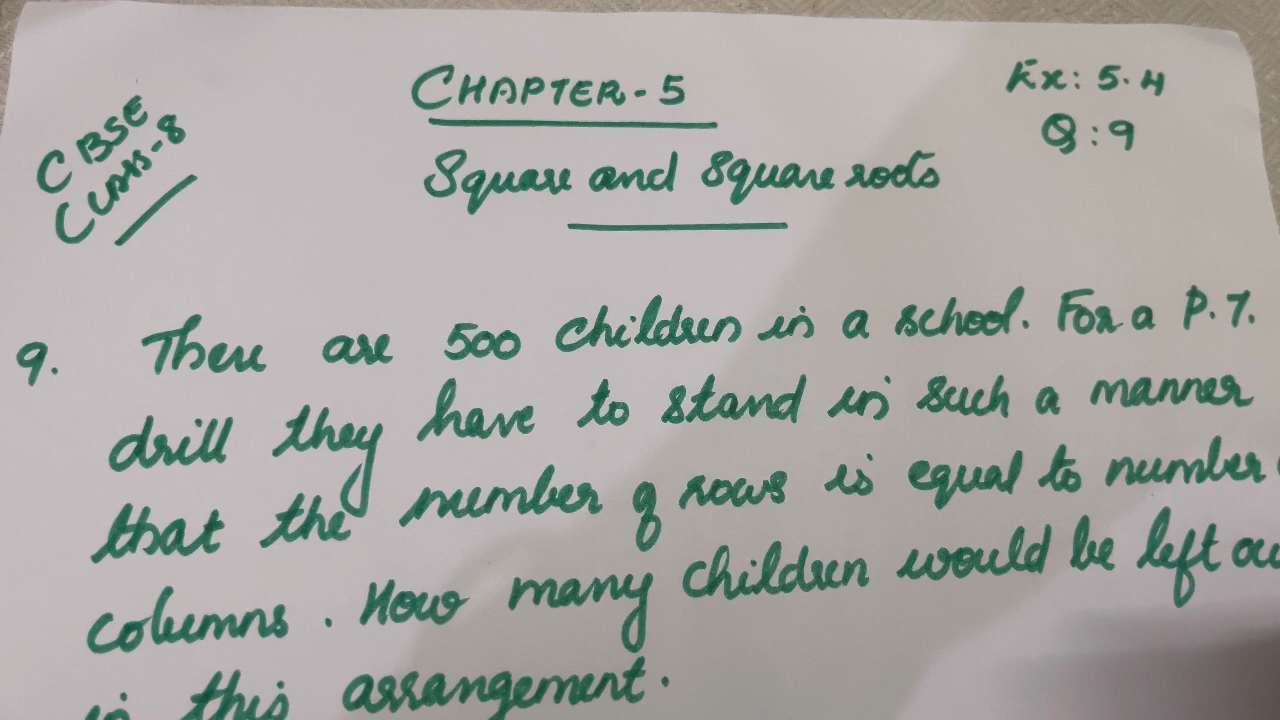 CHAPTER-5
Ex: 5.4
Q:9
CBSE
CLASS-8
Square and Square roots
9. There are 500 children in a school. For a P.T.
drill they have to stand in such a manner
that the number of rows is equal to number
columns. How many children would be left
in this arrangement.